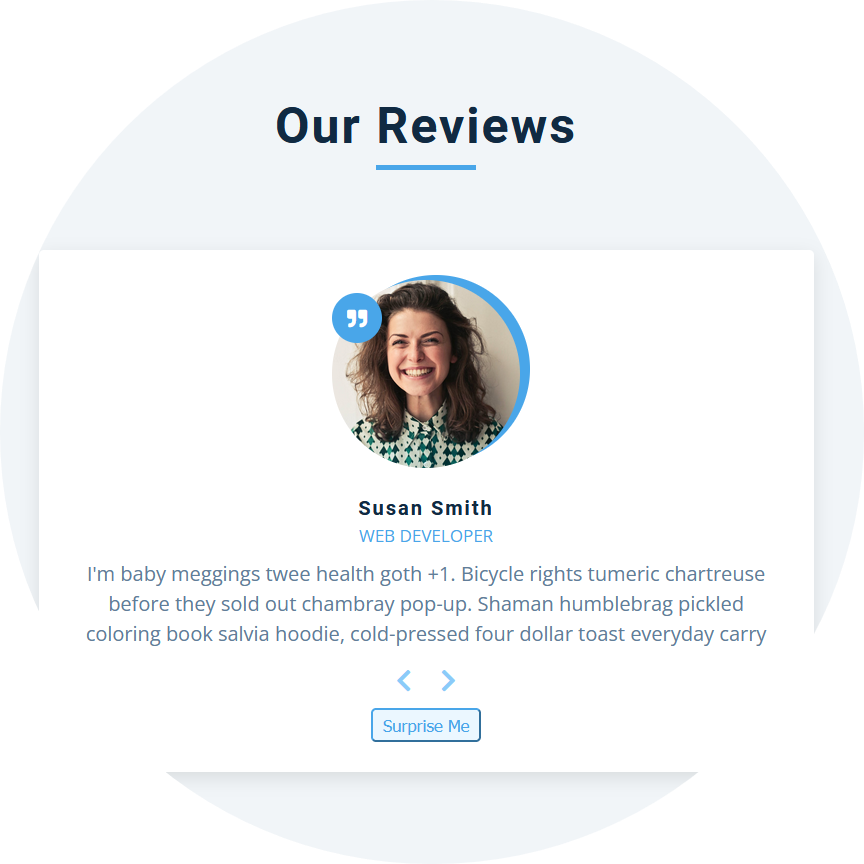 Our Reviews
Susan Smith
WEB DEVELOPER
I'm baby meggings twee health goth +1. Bicycle rights tumeric chartreuse
before they sold out chambray pop-up. Shaman humblebrag pickled
coloring book salvia hoodie, cold-pressed four dollar toast everyday carry
Surprise Me